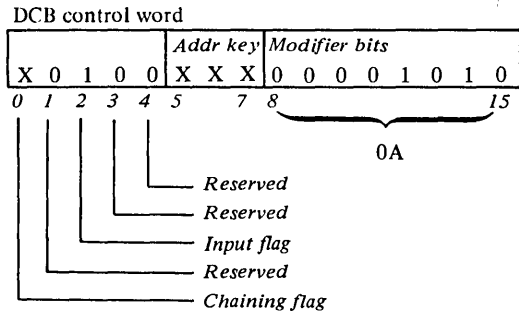 DCB control word
Addr key Modifier bits
X 0 1 0 0 X X X 0 0 0 0 1 0 1 0
0 1 2 3 4 5 7 8 15
0A
Reserved
Reserved
Input flag
Reserved
Chaining flag